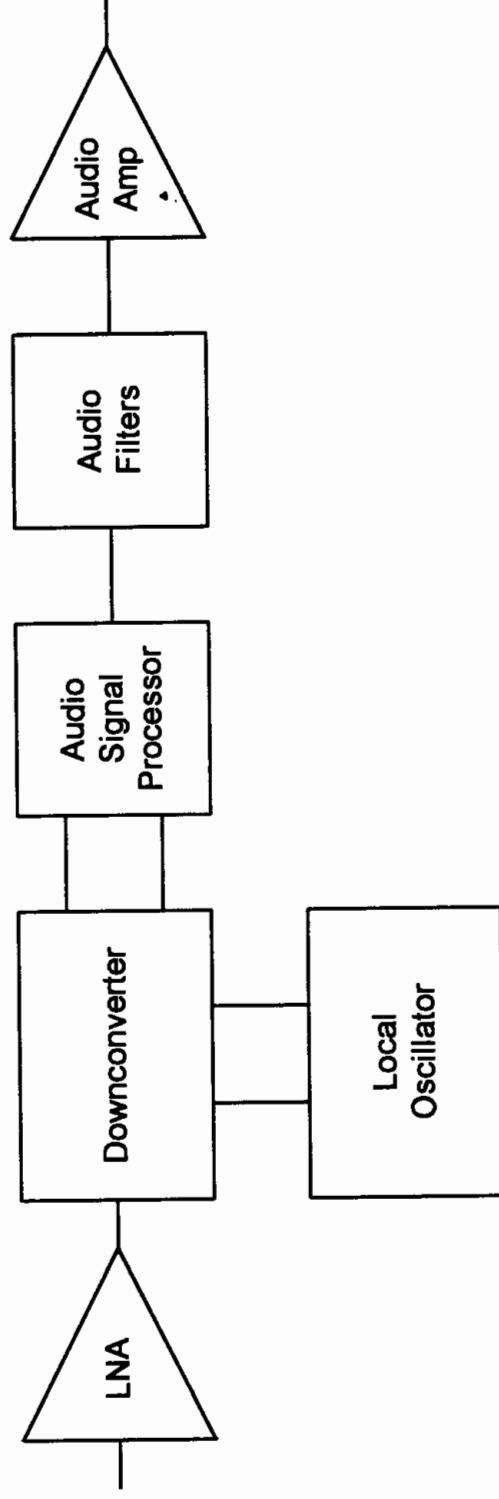 LNA
Downconverter
Local
Oscillator
Audio
Signal
Processor
Audio
Filters
Audio
Amp